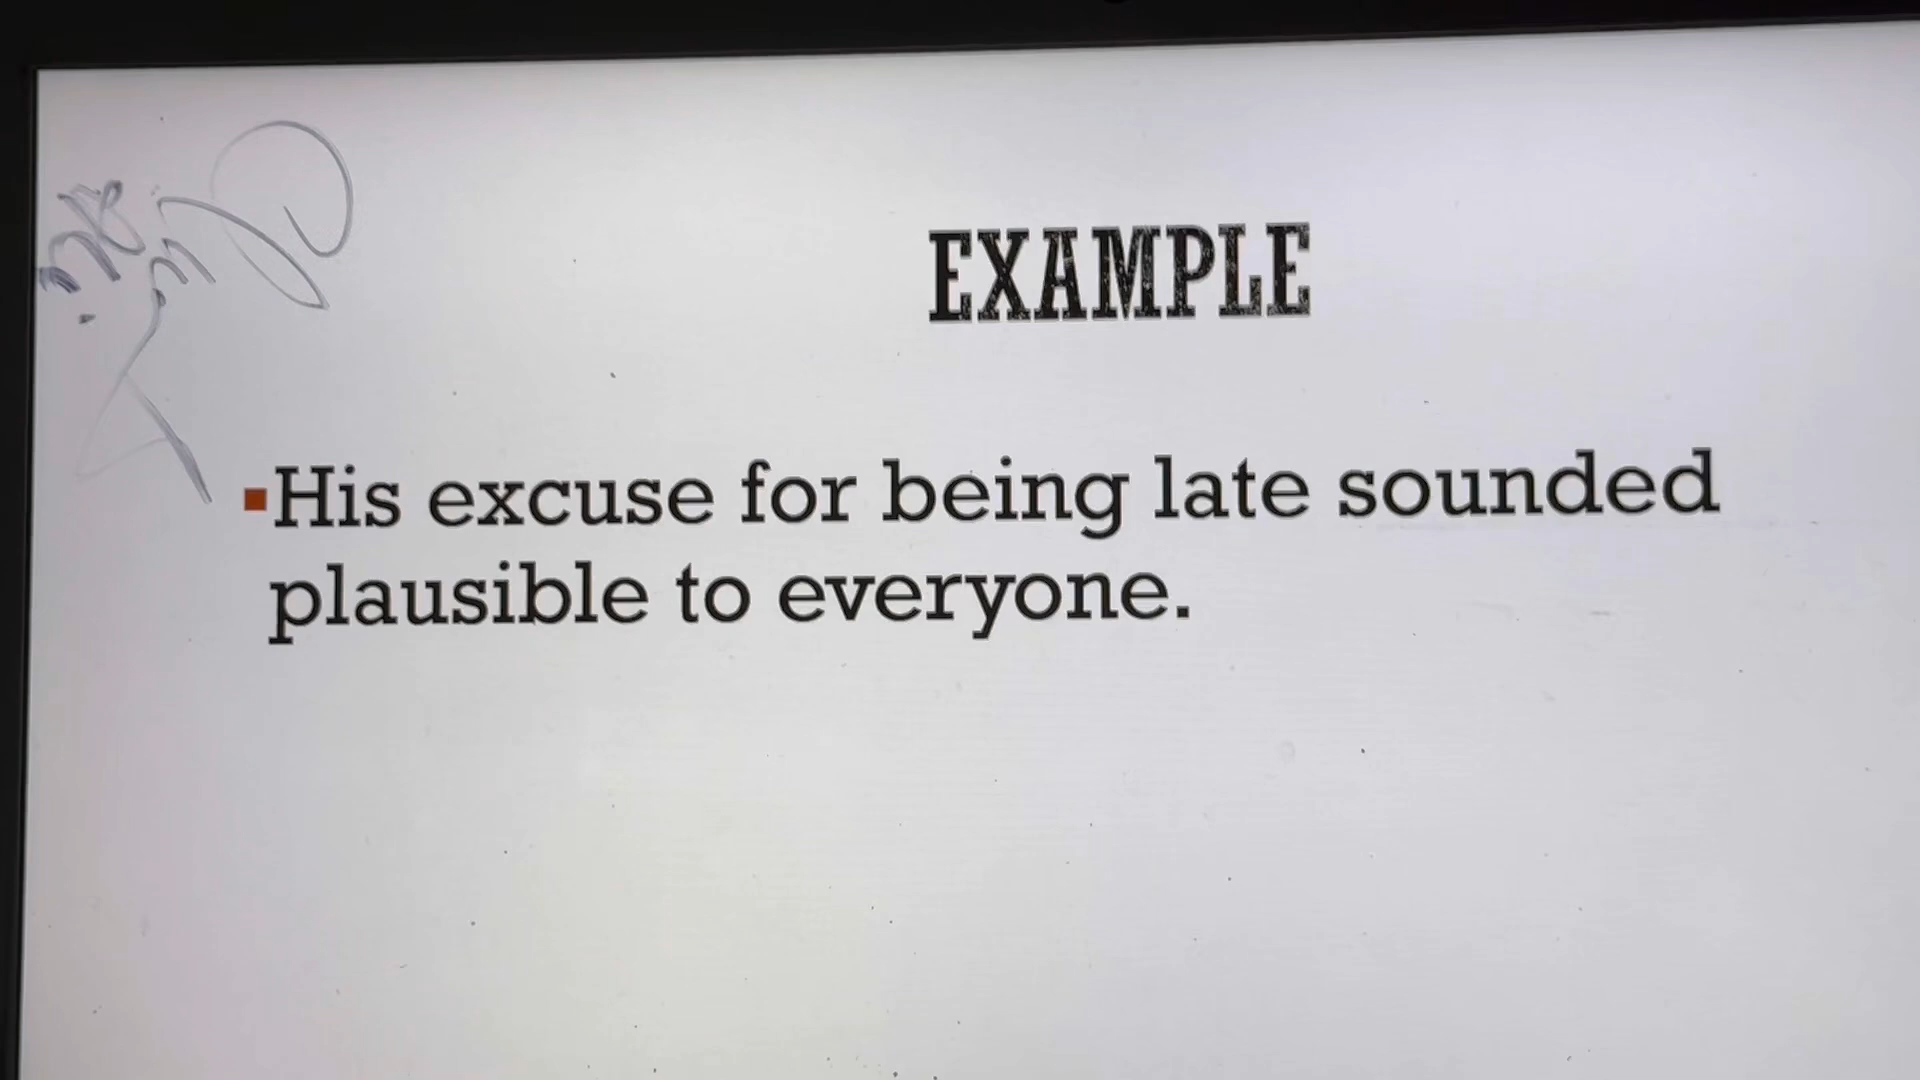 EXAMPLE
▪His excuse for being late sounded
plausible to everyone.